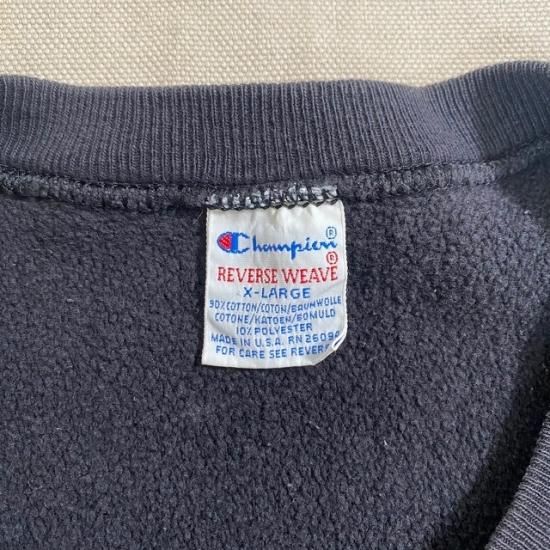 Champion®
REVERSE WEAVE®
X-LARGE
90% COTTON/COTON/BAUMWOLLE
COTONE/KATOEN/BOMULD
10% POLYESTER
MADE IN U.S.A. RN 26094
FOR CARE SEE REVERS